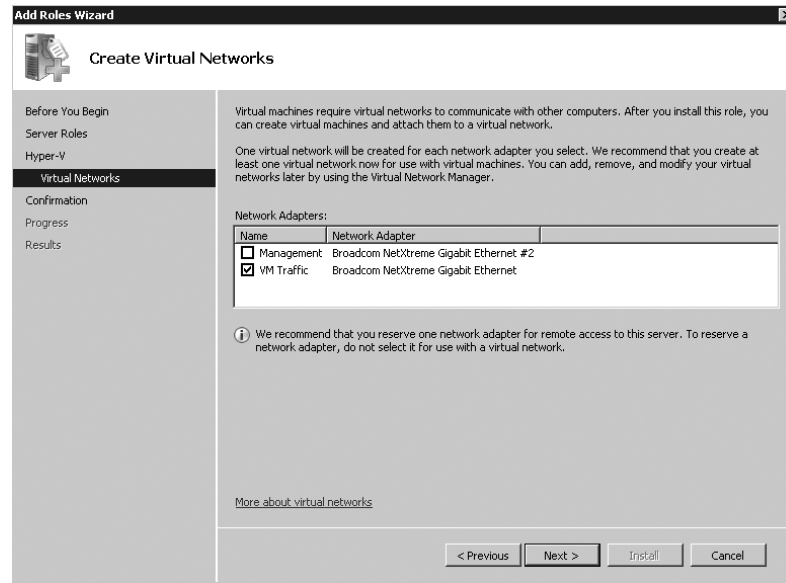 Add Roles Wizard
Create Virtual Networks
Before You Begin
Server Roles
Hyper-V
Virtual Networks
Confirmation
Progress
Results
Virtual machines require virtual networks to communicate with other computers. After you install this role, you
can create virtual machines and attach them to a virtual network.
One virtual network will be created for each network adapter you select. We recommend that you create at
least one virtual network now for use with virtual machines. You can add, remove, and modify your virtual
networks later by using the Virtual Network Manager.
Network Adapters:
Name Network Adapter
Management Broadcom NetXtreme Gigabit Ethernet #2
VM Traffic Broadcom NetXtreme Gigabit Ethernet
We recommend that you reserve one network adapter for remote access to this server. To reserve a
network adapter, do not select it for use with a virtual network.
More about virtual networks
< Previous Next > Install Cancel